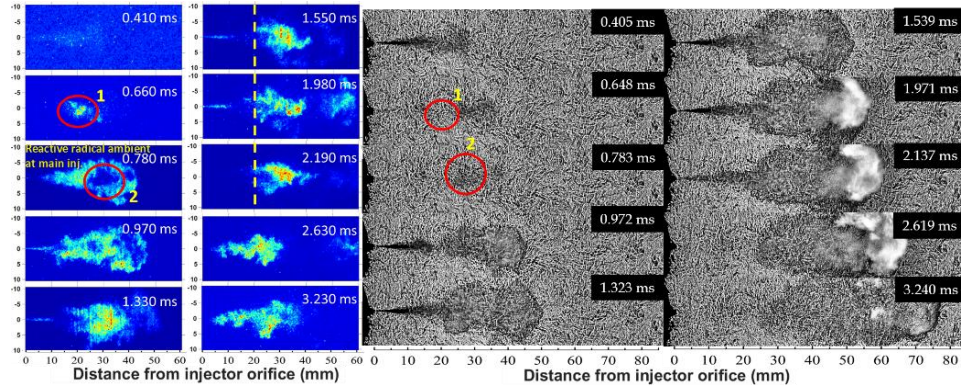 0.410 ms
0.660 ms
1
Reactive radical ambient
at main inj.
0.780 ms
2
0.970 ms
1.330 ms
1.550 ms
1.980 ms
2.190 ms
2.630 ms
3.230 ms
-10
-5
0
5
10
0 10 20 30 40 50 60
0 10 20 30 40 50 60
Distance from injector orifice (mm)
0.405 ms
0.648 ms
1
2
0.783 ms
0.972 ms
1.323 ms
1.539 ms
1.971 ms
2.137 ms
2.619 ms
3.240 ms
0 10 20 30 40 50 60 70 80
0 10 20 30 40 50 60 70 80
Distance from injector orifice (mm)